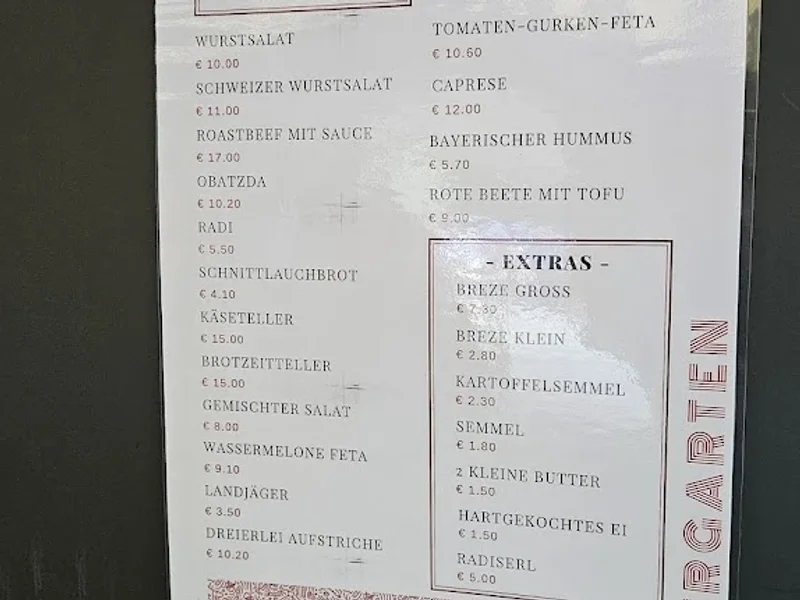 WURSTSALAT
€ 10.00
SCHWEIZER WURSTSALAT
€ 11.00
ROASTBEEF MIT SAUCE
€ 17.00
OBATZDA
€ 10.20
RADI
€ 5.50
SCHNITTLAUCHBROT
€ 4.10
KÄSETELLER
€ 15.00
BROTZEITTELLER
€ 15.00
GEMISCHTER SALAT
€ 8.00
WASSERMELONE FETA
€ 9.10
LANDJÄGER
€ 3.50
DREIERLEI AUFSTRICHE
€ 10.20
TOMATEN-GURKEN-FETA
€ 10.60
CAPRESE
€ 12.00
BAYERISCHER HUMMUS
€ 5.70
ROTE BEETE MIT TOFU
€ 9.00
- EXTRAS -
BREZE GROSS
€ 7.30
BREZE KLEIN
€ 2.80
KARTOFFELSEMMEL
€ 2.30
SEMMEL
€ 1.80
2 KLEINE BUTTER
€ 1.50
HARTGEKOCHTES EI
€ 1.50
RADISERL
€ 5.00
RGARTEN